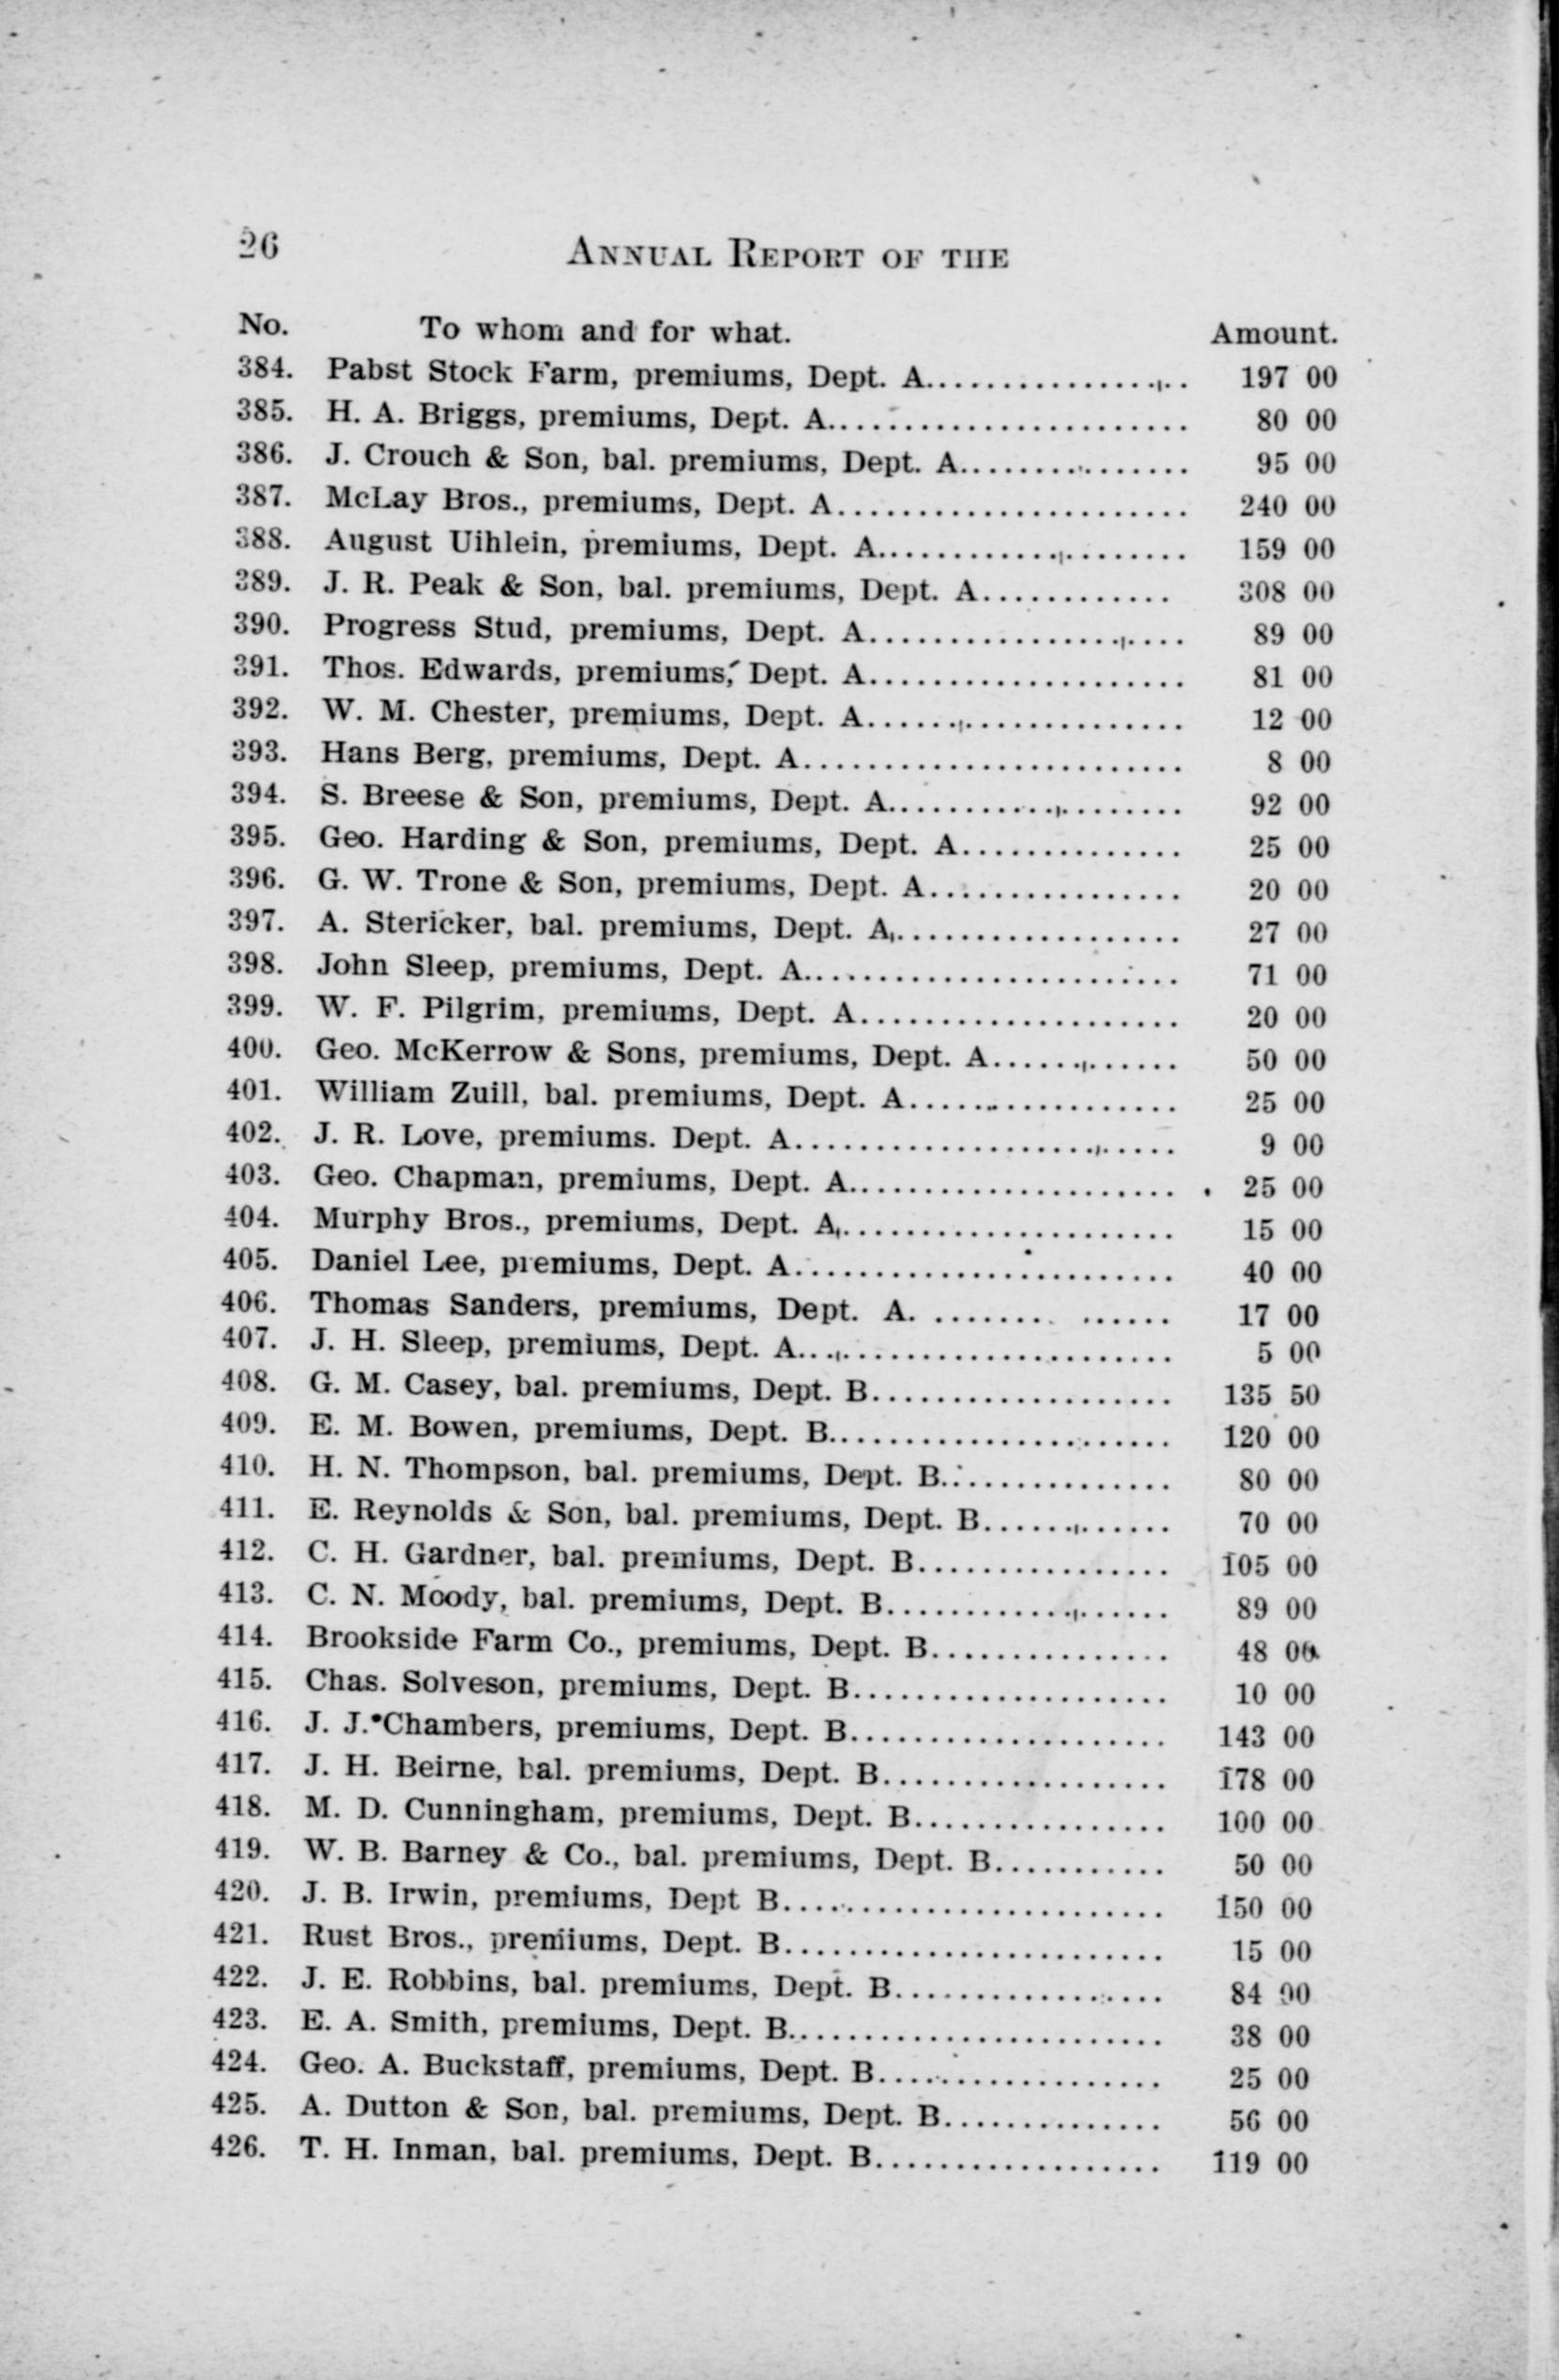 26
ANNUAL REPORT OF THE
No. To whom and for what. Amount.
384. Pabst Stock Farm, premiums, Dept. A................. 197 00
385. H. A. Briggs, premiums, Dept. A....................... 80 00
386. J. Crouch & Son, bal. premiums, Dept. A............... 95 00
387. McLay Bros., premiums, Dept. A...................... 240 00
388. August Uihlein, premiums, Dept. A................... 159 00
389. J. R. Peak & Son, bal. premiums, Dept. A............ 308 00
390. Progress Stud, premiums, Dept. A.................... 89 00
391. Thos. Edwards, premiums, Dept. A.................... 81 00
392. W. M. Chester, premiums, Dept. A.................... 12 00
393. Hans Berg, premiums, Dept. A........................ 8 00
394. S. Breese & Son, premiums, Dept. A.................. 92 00
395. Geo. Harding & Son, premiums, Dept. A.............. 25 00
396. G. W. Trone & Son, premiums, Dept. A................ 20 00
397. A. Stericker, bal. premiums, Dept. A.................. 27 00
398. John Sleep, premiums, Dept. A........................ 71 00
399. W. F. Pilgrim, premiums, Dept. A.................... 20 00
400. Geo. McKerrow & Sons, premiums, Dept. A............ 50 00
401. William Zuill, bal. premiums, Dept. A................. 25 00
402. J. R. Love, premiums. Dept. A........................ 9 00
403. Geo. Chapman, premiums, Dept. A..................... 25 00
404. Murphy Bros., premiums, Dept. A..................... 15 00
405. Daniel Lee, premiums, Dept. A........................ 40 00
406. Thomas Sanders, premiums, Dept. A. ........ ...... 17 00
407. J. H. Sleep, premiums, Dept. A....................... 5 00
408. G. M. Casey, bal. premiums, Dept. B................... 135 50
409. E. M. Bowen, premiums, Dept. B...................... 120 00
410. H. N. Thompson, bal. premiums, Dept. B............... 80 00
411. E. Reynolds & Son, bal. premiums, Dept. B............ 70 00
412. C. H. Gardner, bal. premiums, Dept. B................ 105 00
413. C. N. Moody, bal. premiums, Dept. B.................. 89 00
414. Brookside Farm Co., premiums, Dept. B............... 48 00
415. Chas. Solveson, premiums, Dept. B.................... 10 00
416. J. J. Chambers, premiums, Dept. B.................... 143 00
417. J. H. Beirne, bal. premiums, Dept. B.................. 178 00
418. M. D. Cunningham, premiums, Dept. B................ 100 00
419. W. B. Barney & Co., bal. premiums, Dept. B........... 50 00
420. J. B. Irwin, premiums, Dept B........................ 150 00
421. Rust Bros., premiums, Dept. B........................ 15 00
422. J. E. Robbins, bal. premiums, Dept. B................. 84 00
423. E. A. Smith, premiums, Dept. B....................... 38 00
424. Geo. A. Buckstaff, premiums, Dept. B.................. 25 00
425. A. Dutton & Son, bal. premiums, Dept. B.............. 56 00
426. T. H. Inman, bal. premiums, Dept. B.................. 119 00